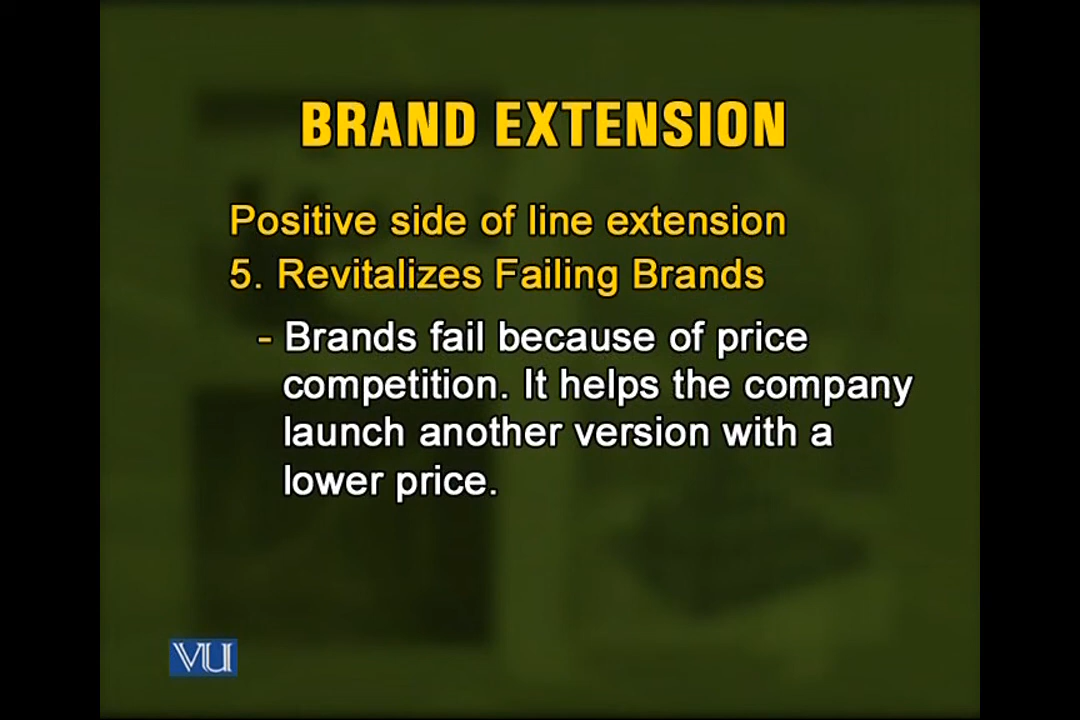 BRAND EXTENSION
Positive side of line extension
5. Revitalizes Failing Brands
- Brands fail because of price
competition. It helps the company
launch another version with a
lower price.
VU